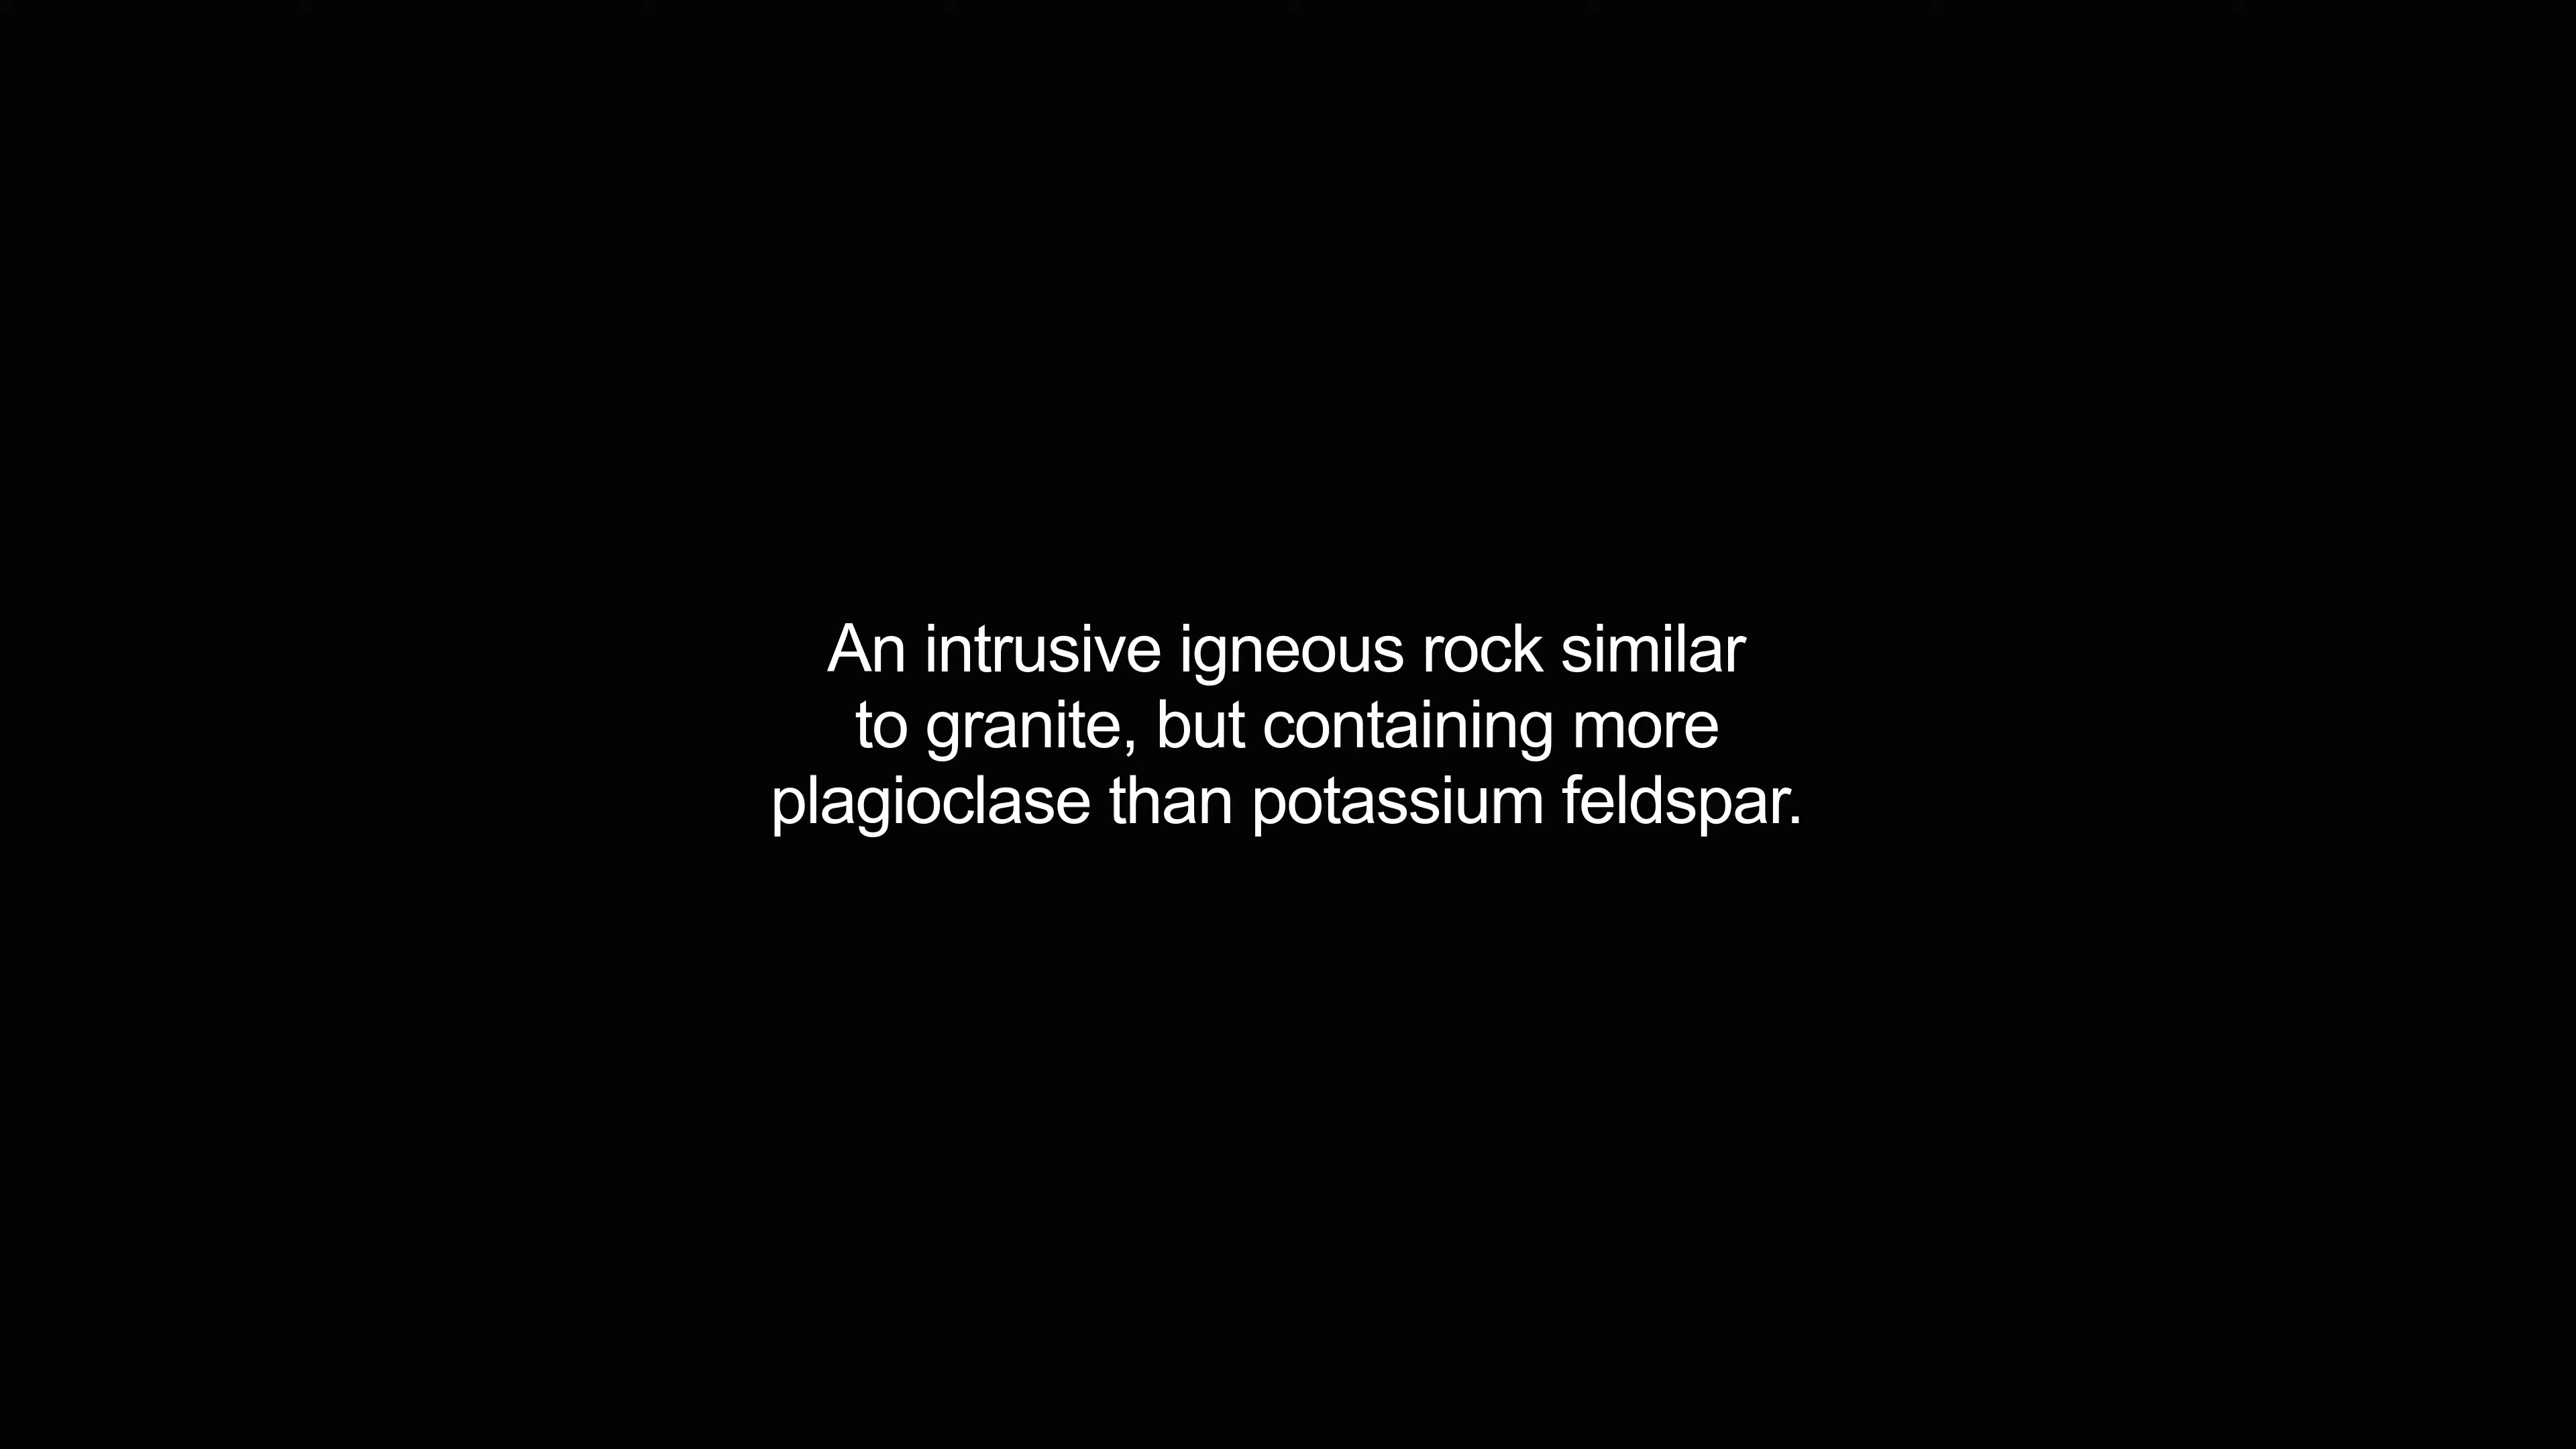 An intrusive igneous rock similar
to granite, but containing more
plagioclase than potassium feldspar.